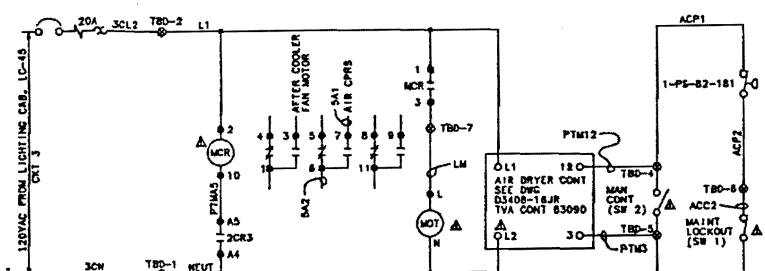 120VAC FROM LIGHTING CAB. LC-45
CKT 3
20A
3CL2
TBD-2
L1
2
MCR
10
PTMA5
A5
2CR3
A4
3CN
TBD-1
NEUT
AFTER COOLER
FAN MOTOR
5A1
AIR CPRS
4
3
5
7
8
9
1
6
11
5A2
1
MCR
3
TBD-7
LM
L
MOT
N
L1
12
AIR DRYER CONT
SEE DWG
D3408-16JR
TVA CONT 83090
L2
3
PTM12
PTM3
TBD-4
MAN
CONT
(SW 2)
TBD-5
ACP1
1-PS-82-181
ACP2
TBD-6
ACC2
MAINT
LOCKOUT
(SW 1)